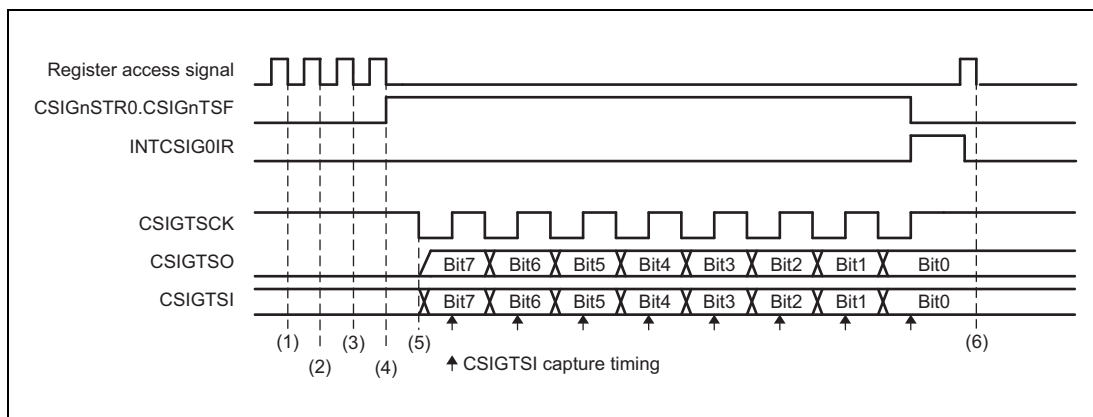 Register access signal
CSIGnSTR0.CSIGnTSF
INTCSIG0IR
CSIGTSCK
CSIGTSO Bit7 Bit6 Bit5 Bit4 Bit3 Bit2 Bit1 Bit0
CSIGTSI Bit7 Bit6 Bit5 Bit4 Bit3 Bit2 Bit1 Bit0
(1) (3) (5) (6)
(2) (4) CSIGTSI capture timing